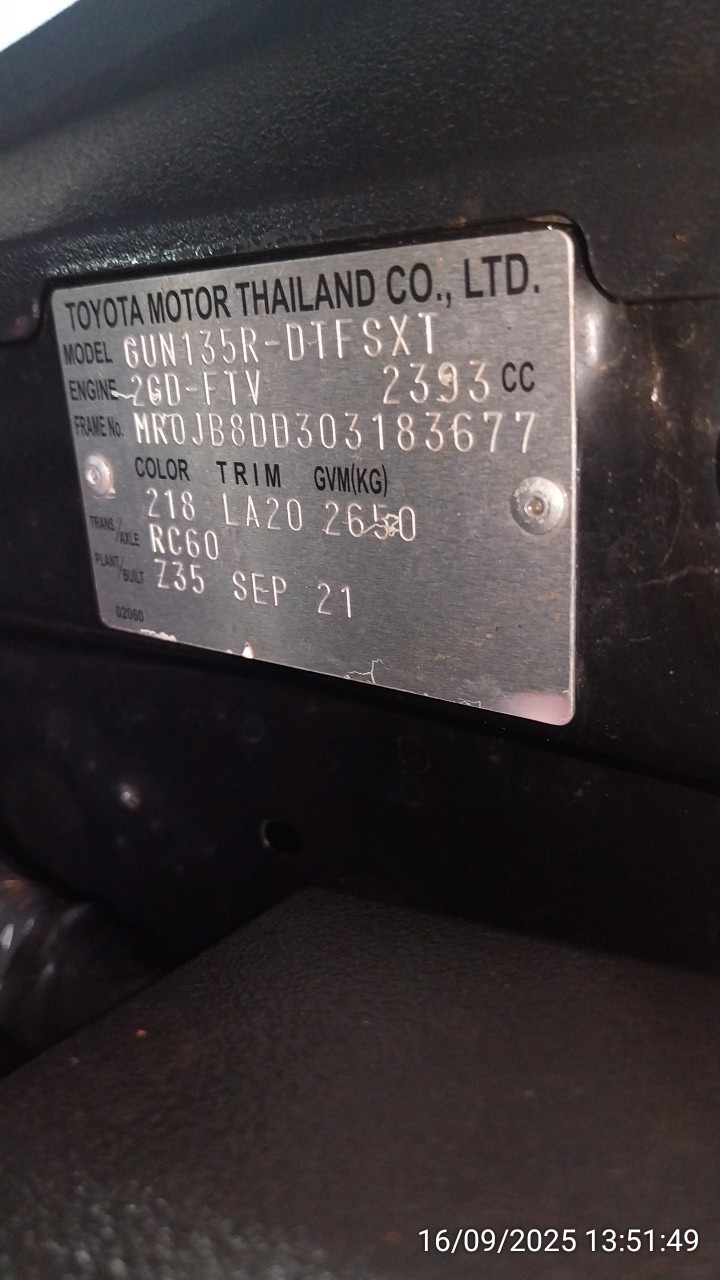 TOYOTA MOTOR THAILAND CO., LTD.
MODEL GUN135R-DTFSXT
ENGINE 2GD-FTV 2393 CC
FRAME No. MR0JB8DD303183677
COLOR TRIM GVM(KG)
218 LA20 2650
TRANS/AXLE RC60
PLANT/BUILT Z35 SEP 21
02060
16/09/2025 13:51:49